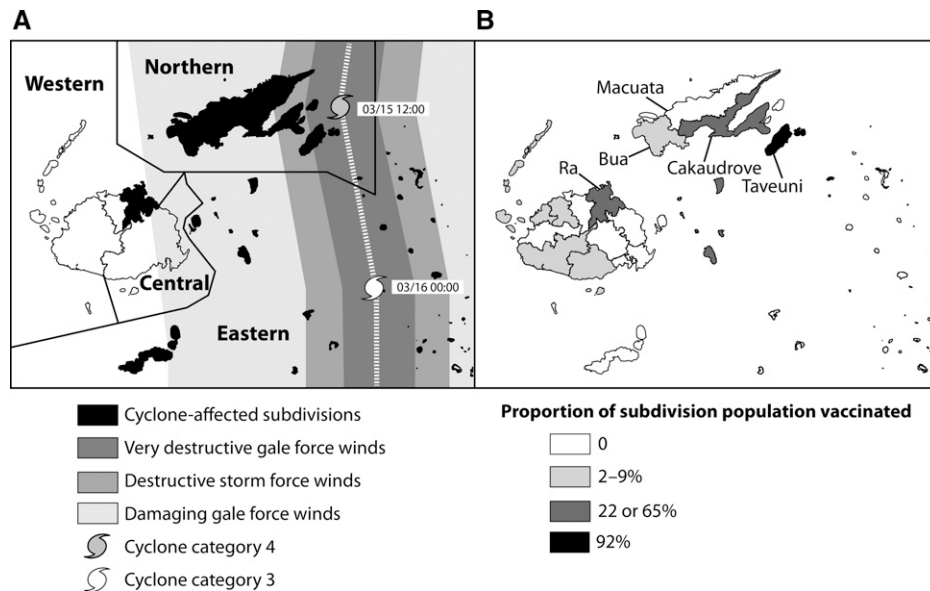 A
Western
Northern
03/15 12:00
Central
Eastern
03/16 00:00
Cyclone-affected subdivisions
Very destructive gale force winds
Destructive storm force winds
Damaging gale force winds
Cyclone category 4
Cyclone category 3
B
Macuata
Bua
Ra
Cakaudrove
Taveuni
Proportion of subdivision population vaccinated
0
2–9%
22 or 65%
92%